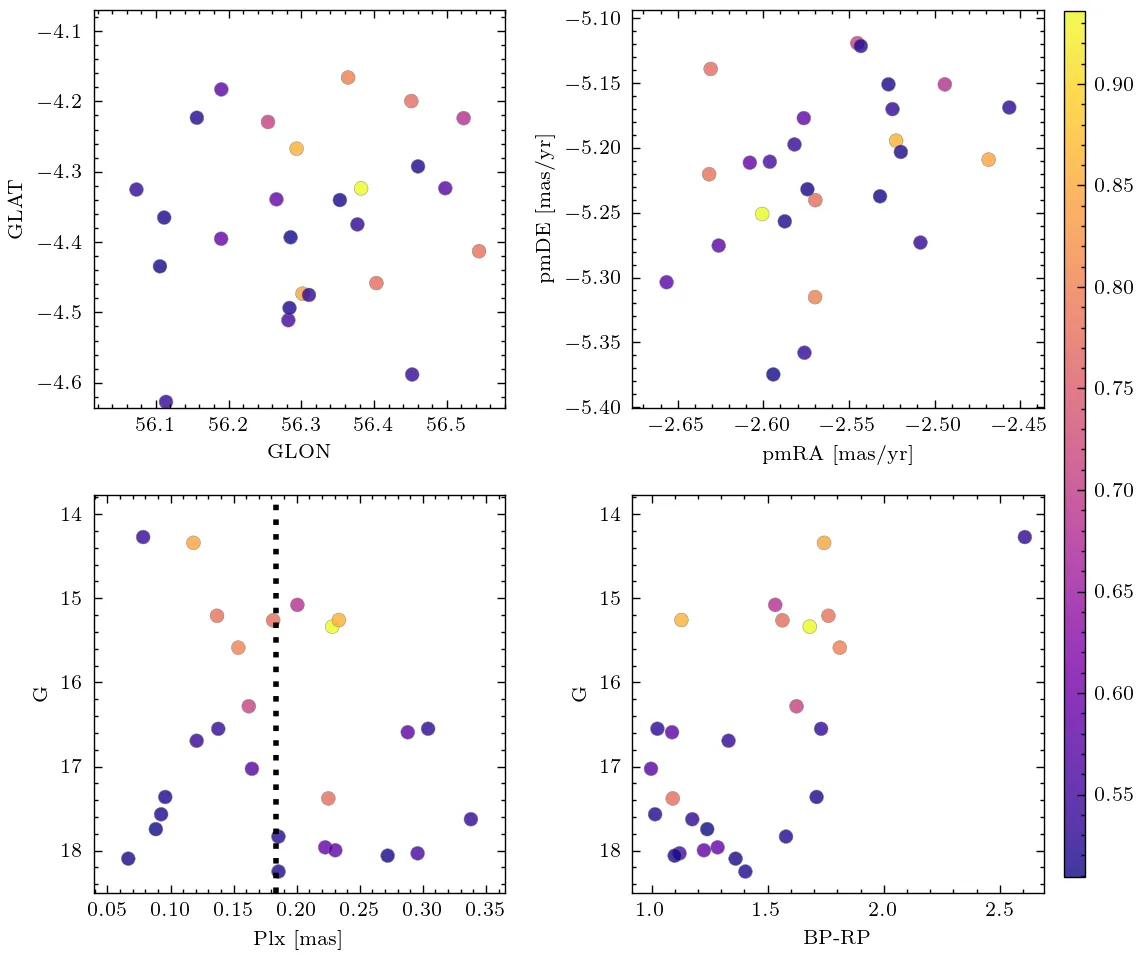 −4.1
−4.2
−4.3
−4.4
−4.5
−4.6
GLAT
56.1 56.2 56.3 56.4 56.5
GLON
−5.10
−5.15
−5.20
−5.25
−5.30
−5.35
−5.40
pmDE [mas/yr]
−2.65 −2.60 −2.55 −2.50 −2.45
pmRA [mas/yr]
0.90
0.85
0.80
0.75
0.70
0.65
0.60
0.55
14
15
16
17
18
G
0.05 0.10 0.15 0.20 0.25 0.30 0.35
Plx [mas]
14
15
16
17
18
G
1.0 1.5 2.0 2.5
BP-RP